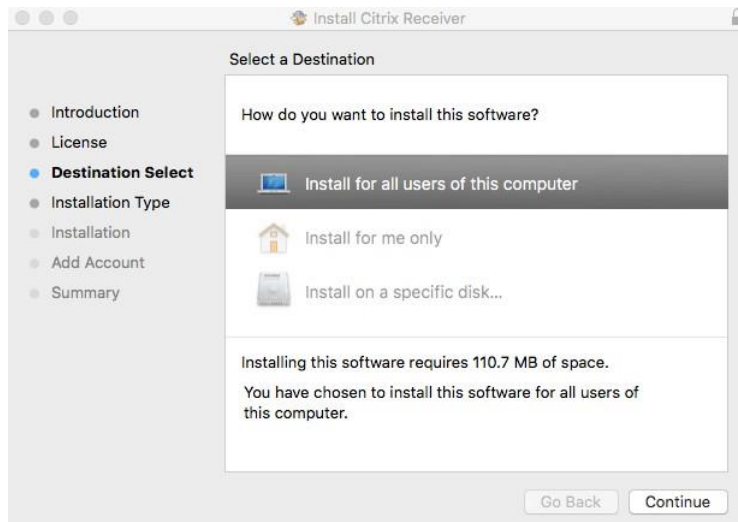 Install Citrix Receiver
Select a Destination
Introduction
License
Destination Select
Installation Type
Installation
Add Account
Summary
How do you want to install this software?
Install for all users of this computer
Install for me only
Install on a specific disk...
Installing this software requires 110.7 MB of space.
You have chosen to install this software for all users of
this computer.
Go Back
Continue